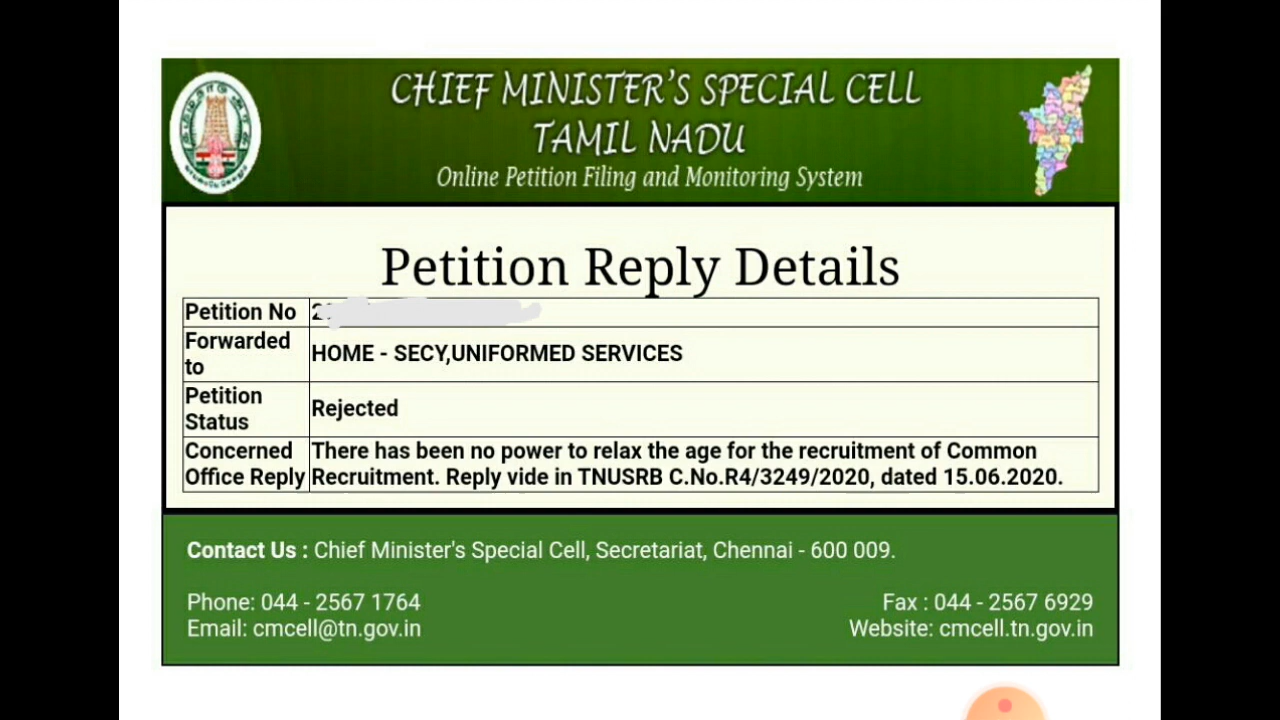 CHIEF MINISTER'S SPECIAL CELL
TAMIL NADU
Online Petition Filing and Monitoring System
Petition Reply Details
Petition No
Forwarded to HOME - SECY,UNIFORMED SERVICES
Petition Status Rejected
Concerned Office Reply There has been no power to relax the age for the recruitment of Common
Recruitment. Reply vide in TNUSRB C.No.R4/3249/2020, dated 15.06.2020.
Contact Us : Chief Minister's Special Cell, Secretariat, Chennai - 600 009.
Phone: 044 - 2567 1764
Fax : 044 - 2567 6929
Email: cmcell@tn.gov.in
Website: cmcell.tn.gov.in